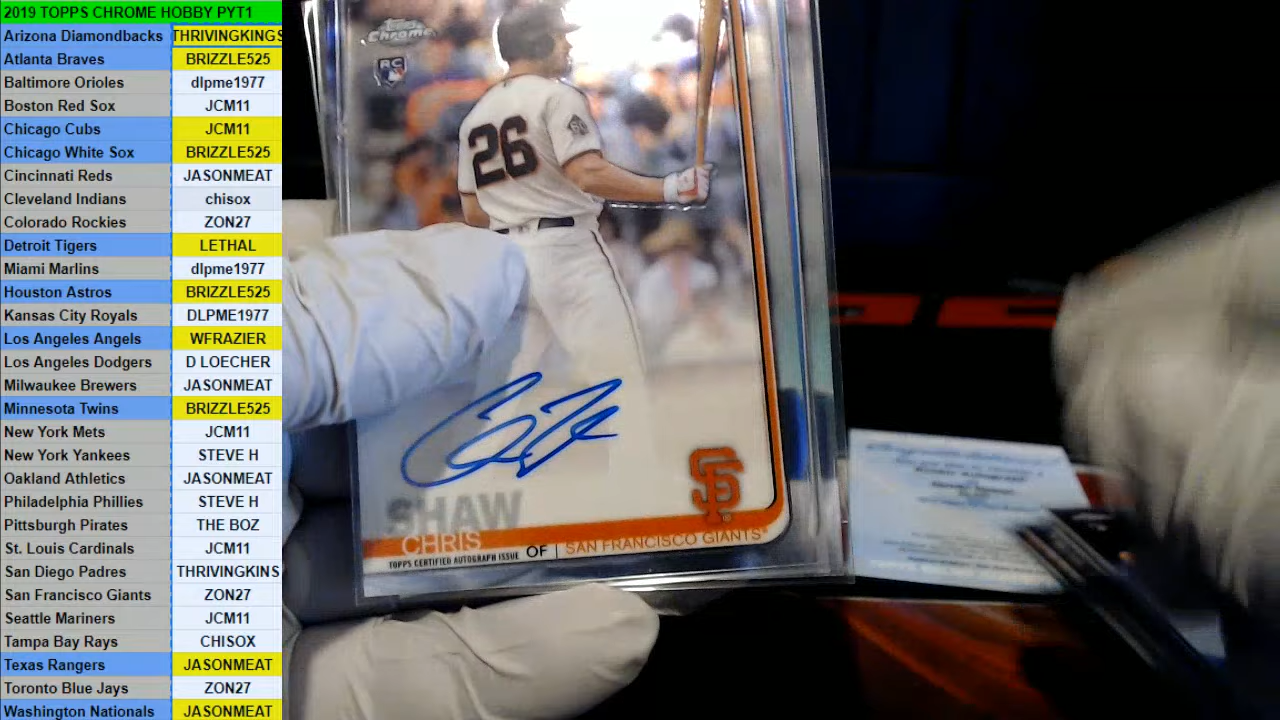 2019 TOPPS CHROME HOBBY PYT1
Arizona Diamondbacks THRIVINGKINGS
Atlanta Braves BRIZZLE525
Baltimore Orioles dlpme1977
Boston Red Sox JCM11
Chicago Cubs JCM11
Chicago White Sox BRIZZLE525
Cincinnati Reds JASONMEAT
Cleveland Indians chisox
Colorado Rockies ZON27
Detroit Tigers LETHAL
Miami Marlins dlpme1977
Houston Astros BRIZZLE525
Kansas City Royals DLPME1977
Los Angeles Angels WFRAZIER
Los Angeles Dodgers D LOECHER
Milwaukee Brewers JASONMEAT
Minnesota Twins BRIZZLE525
New York Mets JCM11
New York Yankees STEVE H
Oakland Athletics JASONMEAT
Philadelphia Phillies STEVE H
Pittsburgh Pirates THE BOZ
St. Louis Cardinals JCM11
San Diego Padres THRIVINGKINS
San Francisco Giants ZON27
Seattle Mariners JCM11
Tampa Bay Rays CHISOX
Texas Rangers JASONMEAT
Toronto Blue Jays ZON27
Washington Nationals JASONMEAT
Topps
Chrome
RC
26
SF
SHAW
CHRIS
TOPPS CERTIFIED AUTOGRAPH ISSUE OF | SAN FRANCISCO GIANTS